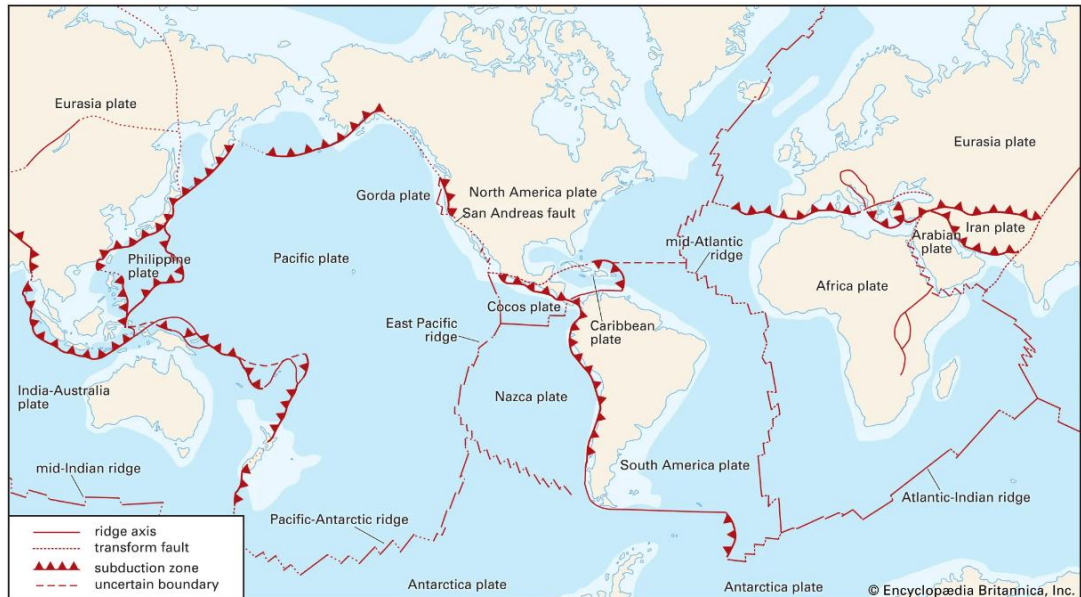 Eurasia plate
Eurasia plate
Gorda plate
North America plate
San Andreas fault
Philippine
plate
Pacific plate
mid-Atlantic
ridge
Arabian
plate
Iran plate
Africa plate
Cocos plate
Caribbean
plate
East Pacific
ridge
India-Australia
plate
Nazca plate
mid-Indian ridge
South America plate
Atlantic-Indian ridge
Pacific-Antarctic ridge
ridge axis
transform fault
subduction zone
uncertain boundary
Antarctica plate
Antarctica plate
© Encyclopædia Britannica, Inc.